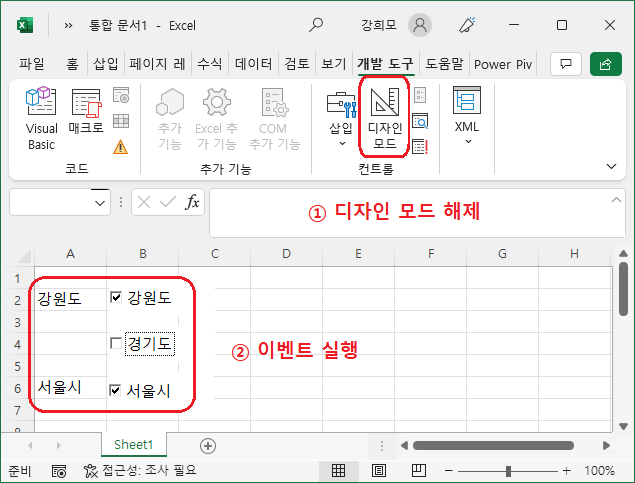 » 통합 문서1 - Excel 강희모
파일 홈 삽입 페이지 레 수식 데이터 검토 보기 개발 도구 도움말 Power Piv
Visual Basic
매크로
추가 기능
Excel 추가 기능
COM 추가 기능
삽입
디자인 모드
XML
코드 추가 기능 컨트롤
fx
① 디자인 모드 해제
A B C D E F G H
1
2 강원도 강원도
3
4 경기도
② 이벤트 실행
5
6 서울시 서울시
7
8
Sheet1
준비 접근성: 조사 필요 100%